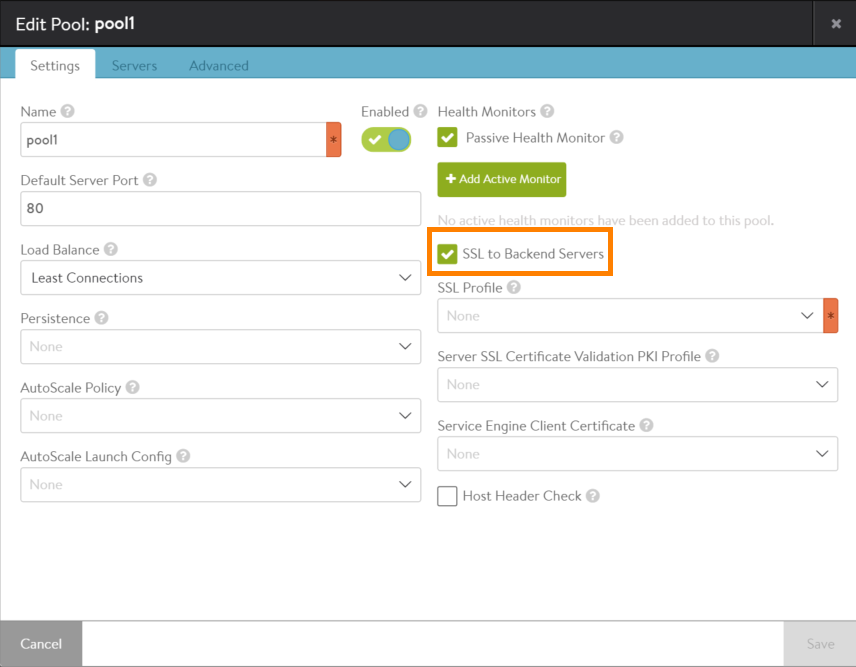 Edit Pool: pool1
Settings
Servers
Advanced
Name
pool1
*
Enabled
Default Server Port
80
Load Balance
Least Connections
Persistence
None
AutoScale Policy
None
AutoScale Launch Config
None
Health Monitors
Passive Health Monitor
+ Add Active Monitor
No active health monitors have been added to this pool.
SSL to Backend Servers
SSL Profile
None
*
Server SSL Certificate Validation PKI Profile
None
Service Engine Client Certificate
None
Host Header Check
Cancel
Save